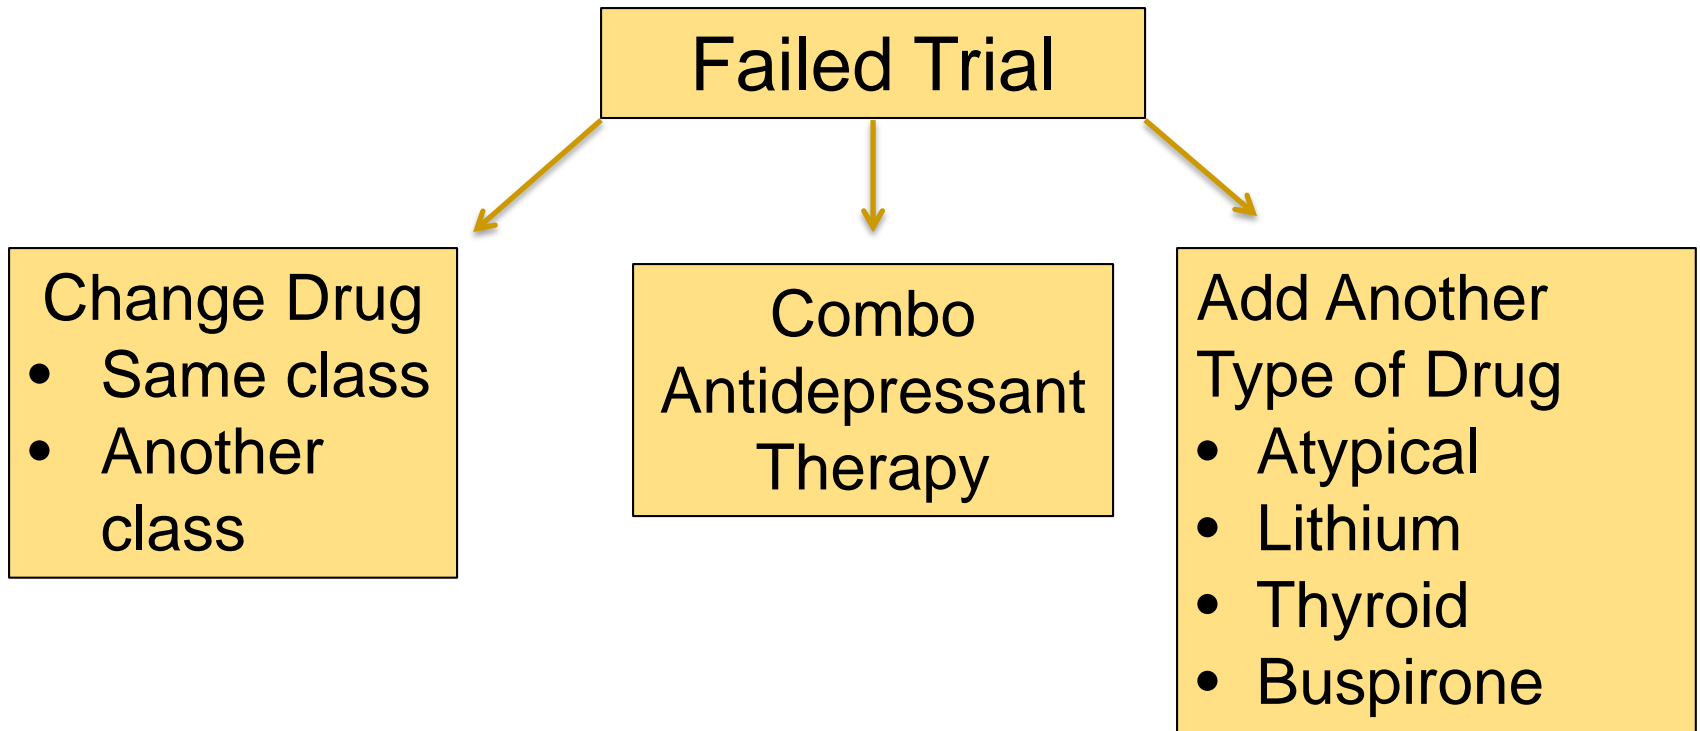 Failed Trial
Change Drug
• Same class
• Another
class
Combo
Antidepressant
Therapy
Add Another
Type of Drug
• Atypical
• Lithium
• Thyroid
• Buspirone